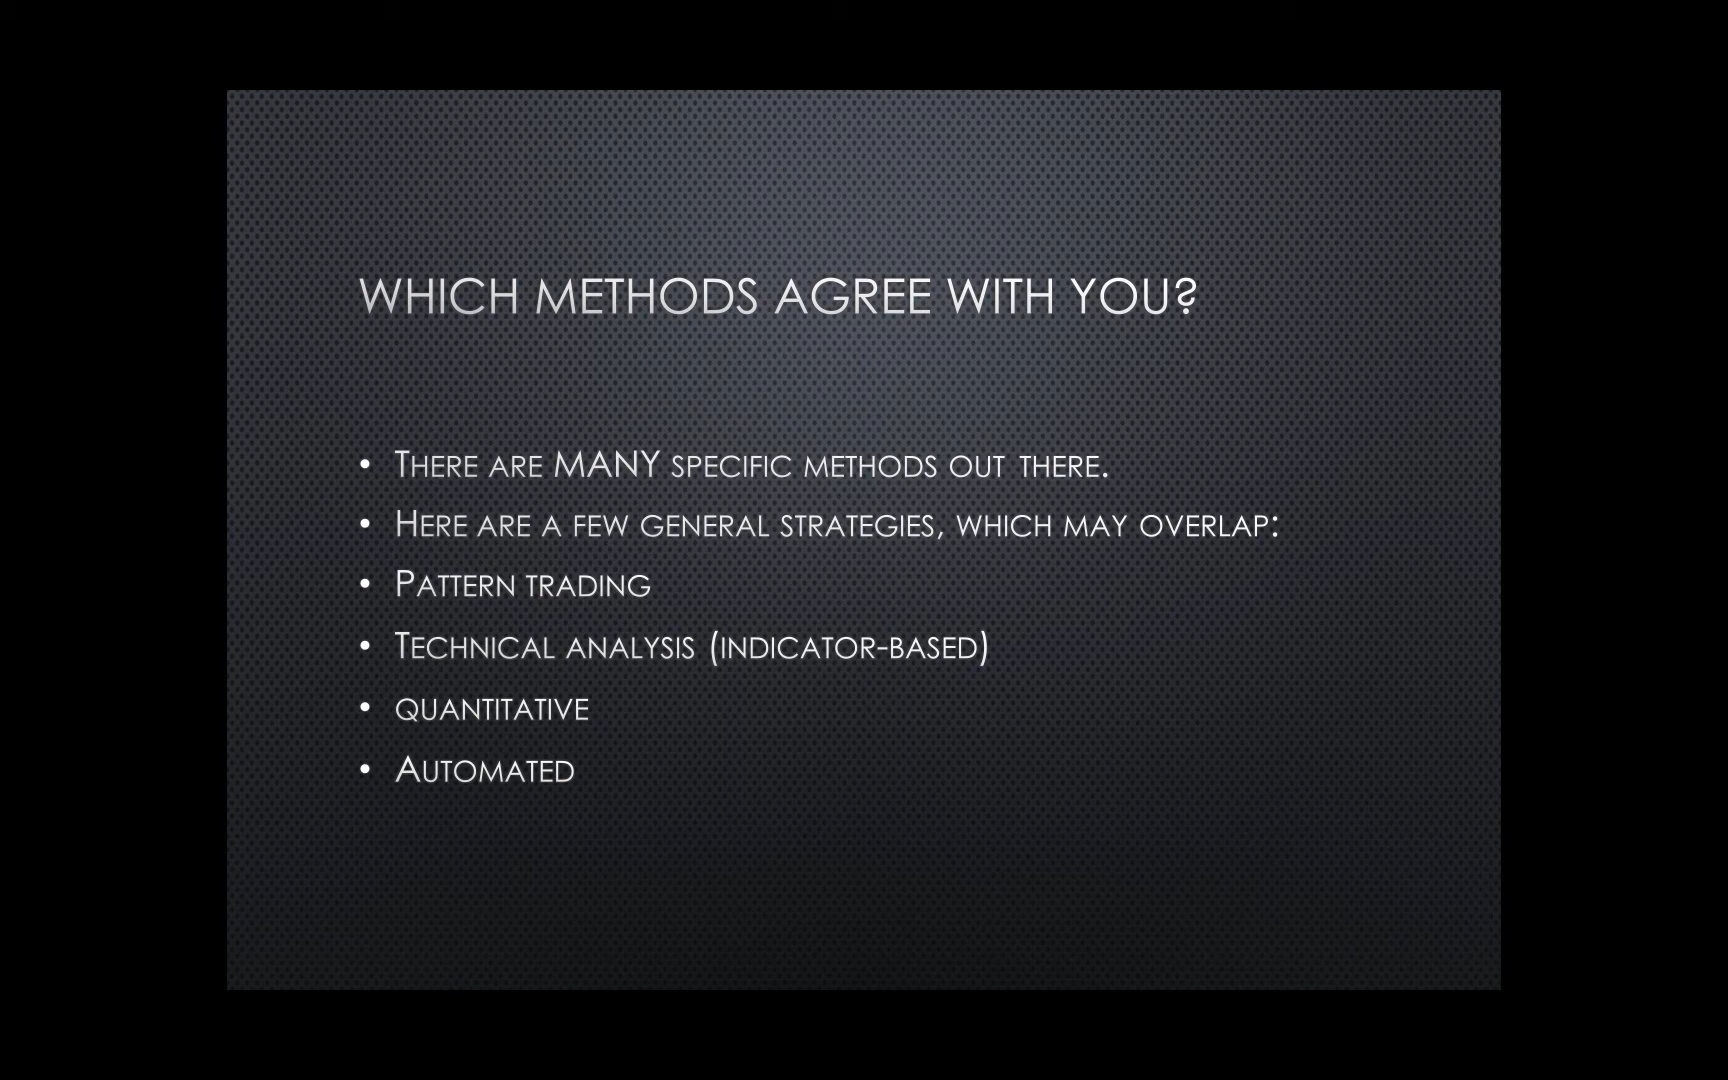 WHICH METHODS AGREE WITH YOU?
• There are MANY specific methods out there.
• Here are a few general strategies, which may overlap:
• Pattern trading
• Technical analysis (indicator-based)
• quantitative
• Automated